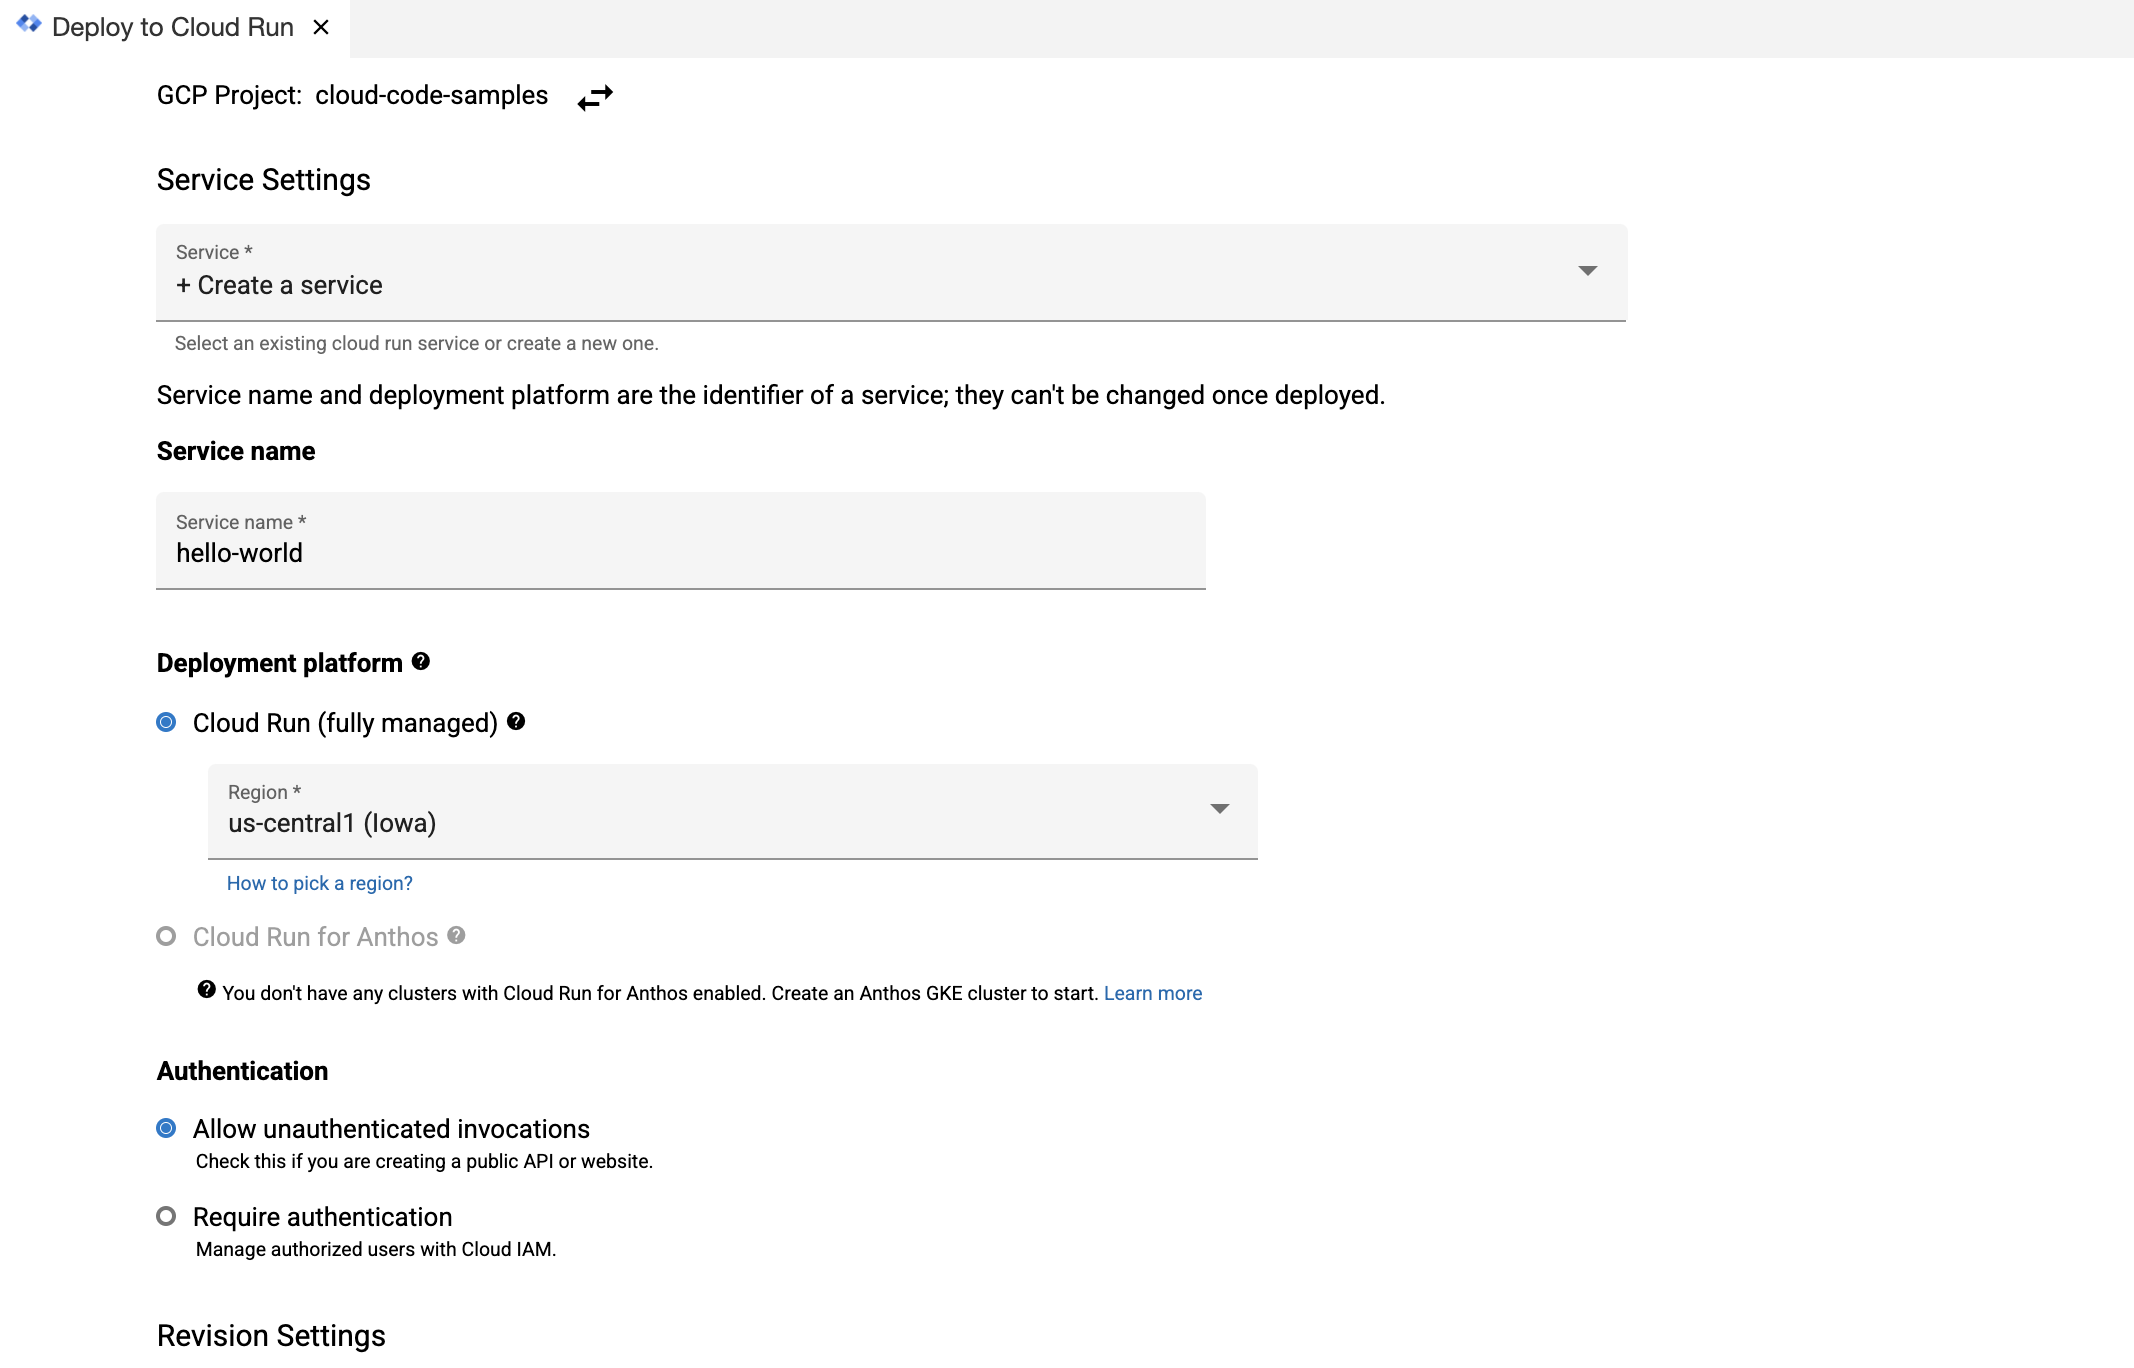 Deploy to Cloud Run
GCP Project: cloud-code-samples
Service Settings
Service *
+ Create a service
Select an existing cloud run service or create a new one.
Service name and deployment platform are the identifier of a service; they can't be changed once deployed.
Service name
Service name *
hello-world
Deployment platform
Cloud Run (fully managed)
Region *
us-central1 (Iowa)
How to pick a region?
Cloud Run for Anthos
You don't have any clusters with Cloud Run for Anthos enabled. Create an Anthos GKE cluster to start. Learn more
Authentication
Allow unauthenticated invocations
Check this if you are creating a public API or website.
Require authentication
Manage authorized users with Cloud IAM.
Revision Settings